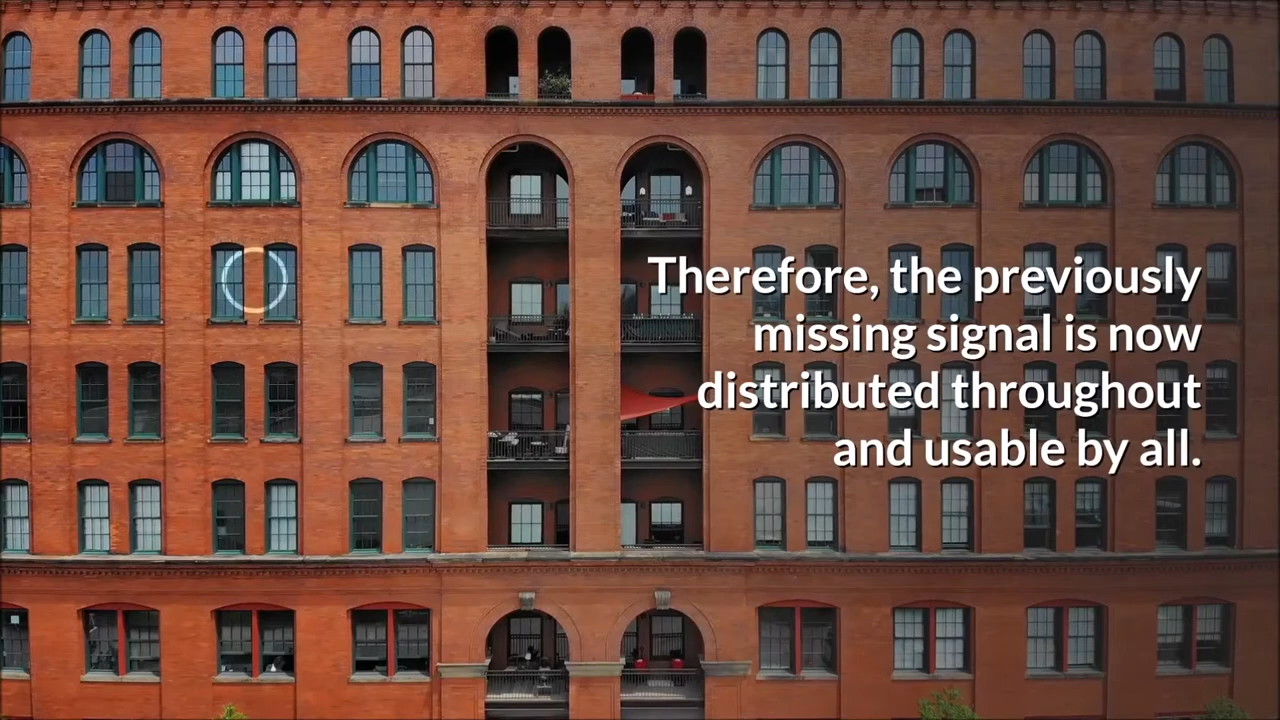 Therefore, the previously
missing signal is now
distributed throughout
and usable by all.